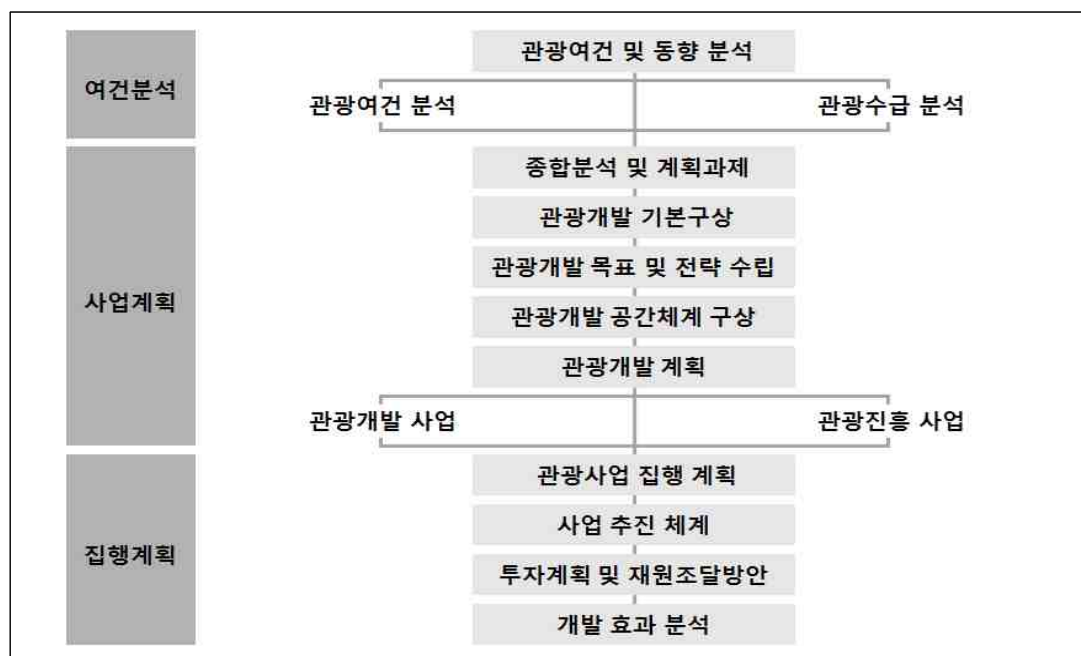 여건분석
관광여건 및 동향 분석
관광여건 분석
관광수급 분석
사업계획
종합분석 및 계획과제
관광개발 기본구상
관광개발 목표 및 전략 수립
관광개발 공간체계 구상
관광개발 계획
관광개발 사업
관광진흥 사업
집행계획
관광사업 집행 계획
사업 추진 체계
투자계획 및 재원조달방안
개발 효과 분석